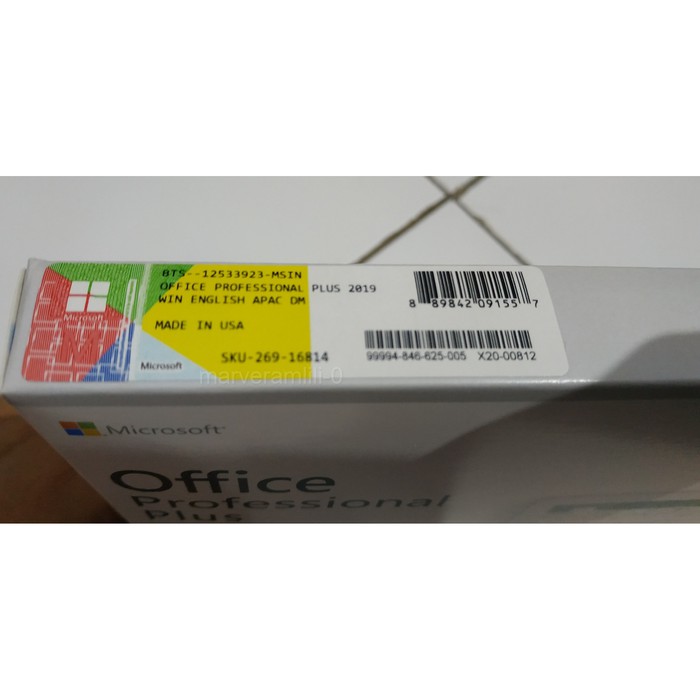 BTS--12533923-MSIN
OFFICE PROFESSIONAL PLUS 2019
WIN ENGLISH APAC DM
MADE IN USA
SKU-269-16814
Microsoft
M
Microsoft
8 89842 09155 7
99994-846-625-005 X20-00812
marveramlili-0
Microsoft
Office
Professional
Plus